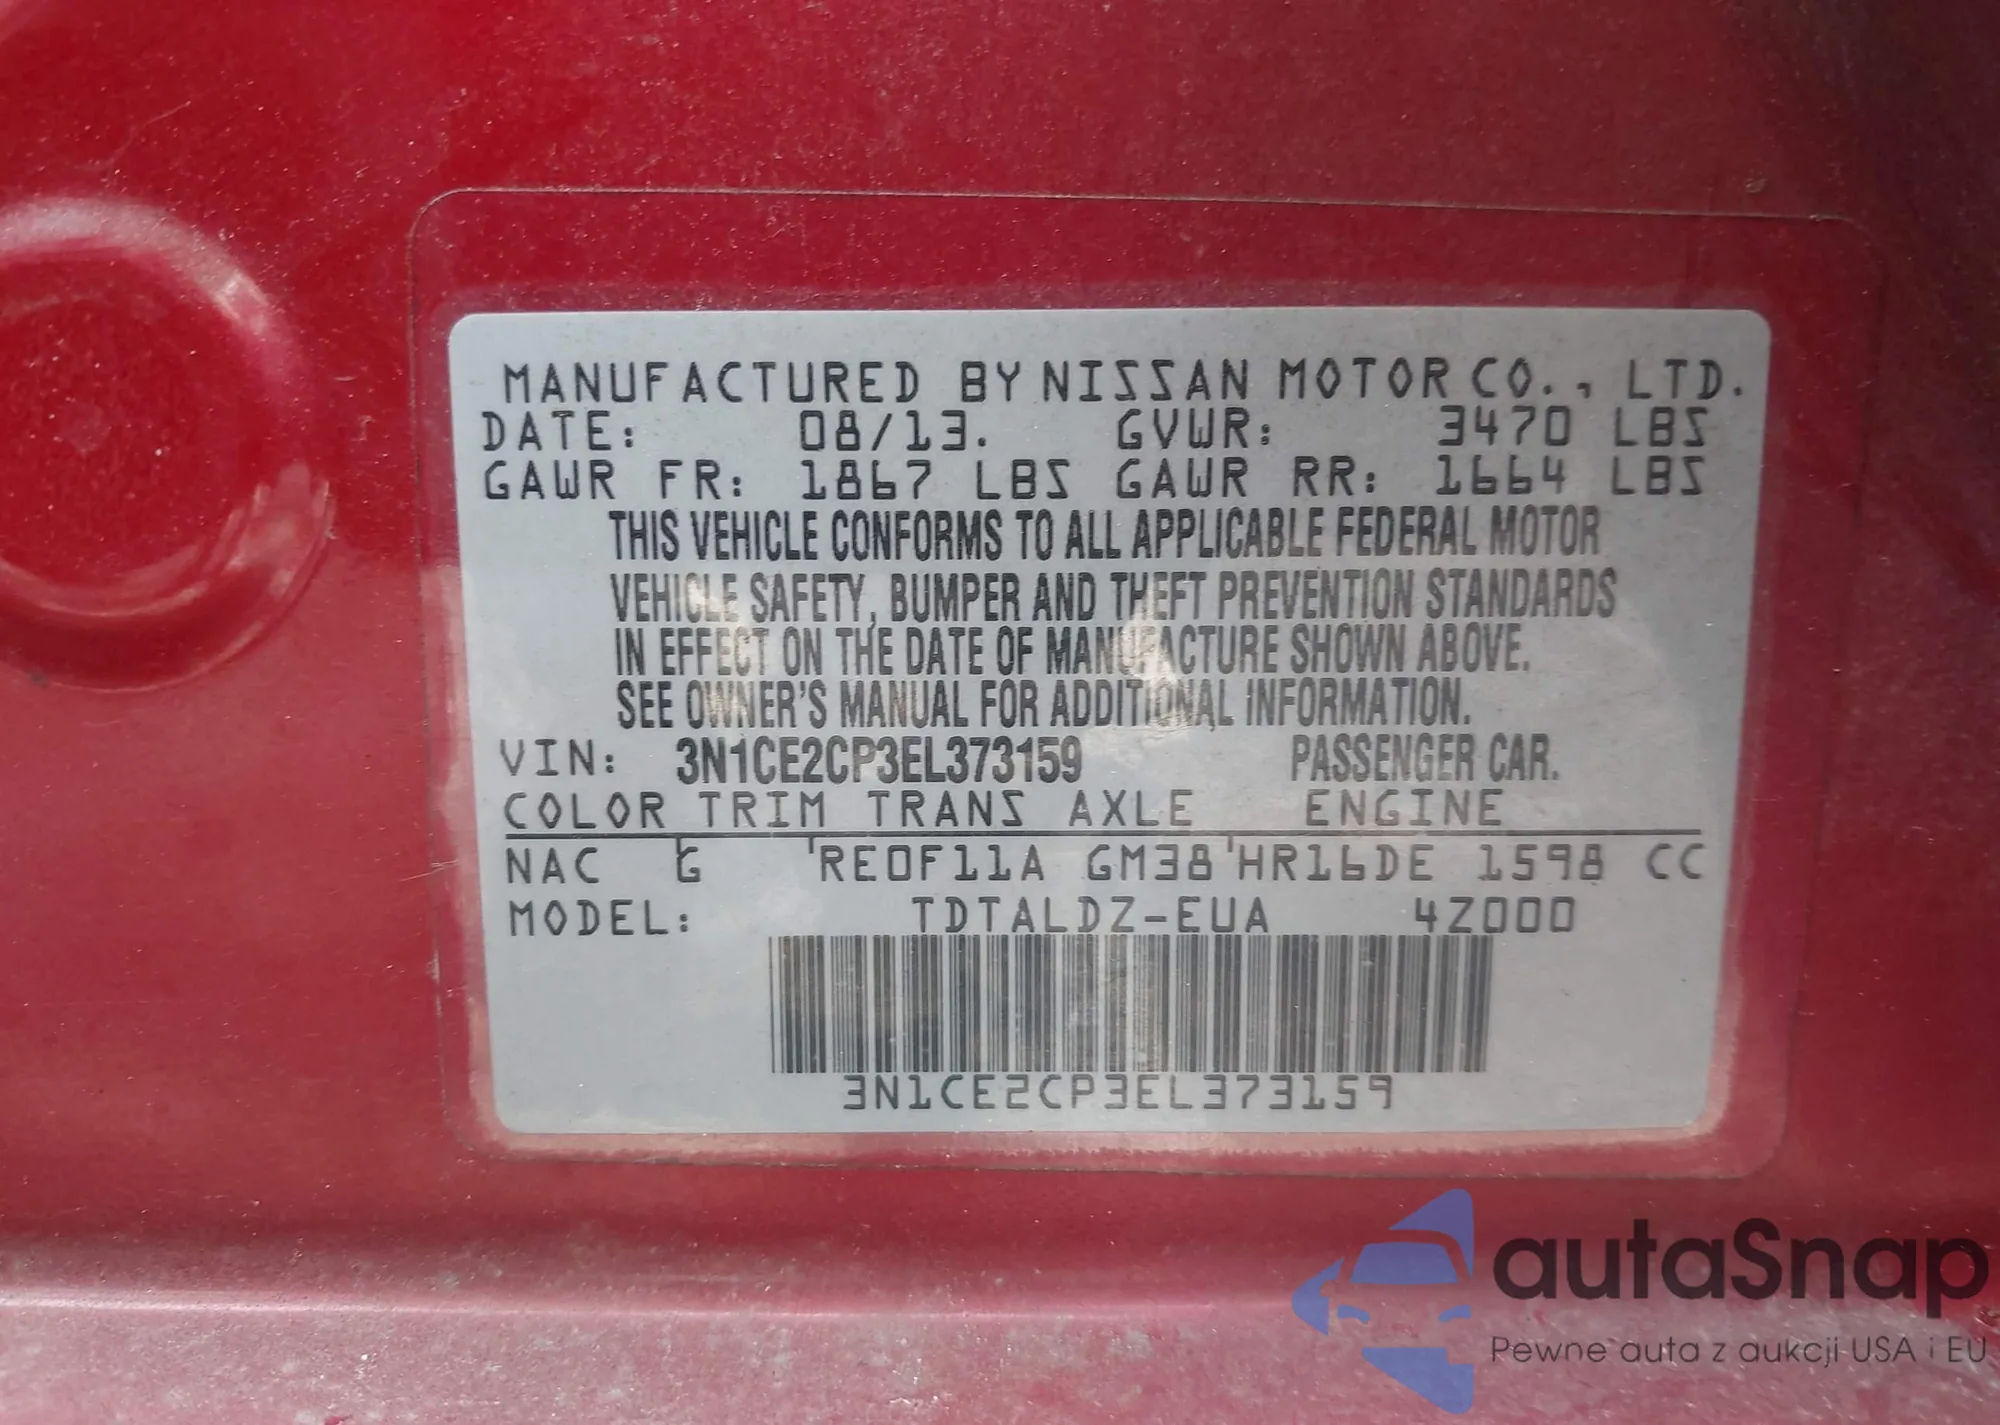 MANUFACTURED BY NISSAN MOTOR CO., LTD.
DATE: 08/13. GVWR: 3470 LBS
GAWR FR: 1867 LBS GAWR RR: 1664 LBS
THIS VEHICLE CONFORMS TO ALL APPLICABLE FEDERAL MOTOR
VEHICLE SAFETY, BUMPER AND THEFT PREVENTION STANDARDS
IN EFFECT ON THE DATE OF MANUFACTURE SHOWN ABOVE.
SEE OWNER'S MANUAL FOR ADDITIONAL INFORMATION.
VIN: 3N1CE2CP3EL373159 PASSENGER CAR.
COLOR TRIM TRANS AXLE ENGINE
NAC G RE0F11A GM38 HR16DE 1598 CC
MODEL: TDTALDZ-EUA 4Z000
3N1CE2CP3EL373159
autaSnap
Pewne auta z aukcji USA i EU